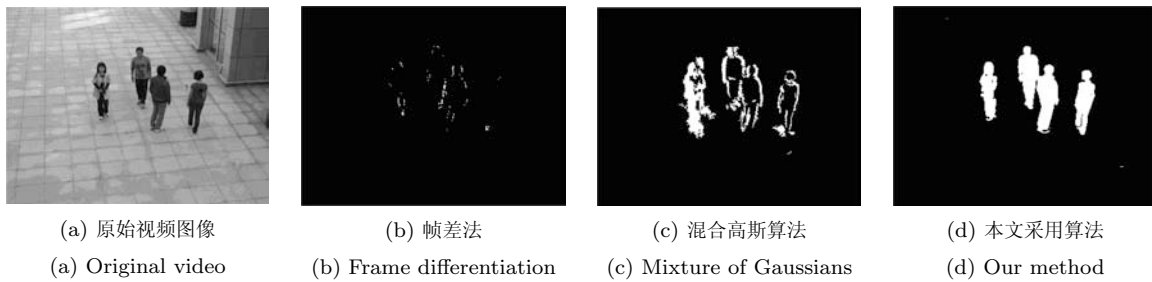 (a) 原始视频图像
(b) 帧差法
(c) 混合高斯算法
(d) 本文采用算法
(a) Original video
(b) Frame differentiation
(c) Mixture of Gaussians
(d) Our method